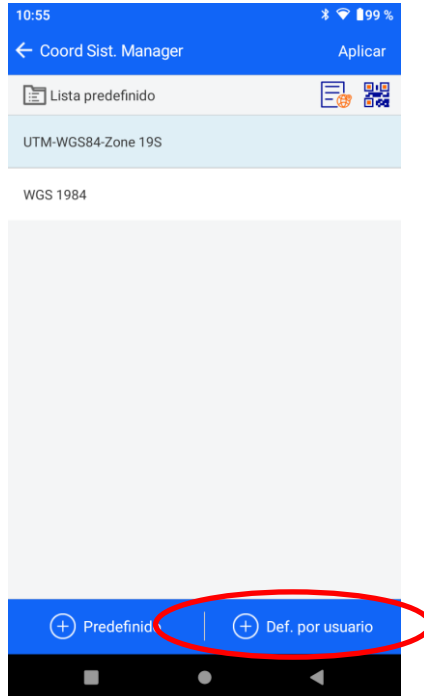 10:55 99 %
Coord Sist. Manager Aplicar
Lista predefinido
UTM-WGS84-Zone 19S
WGS 1984
Predefinido Def. por usuario